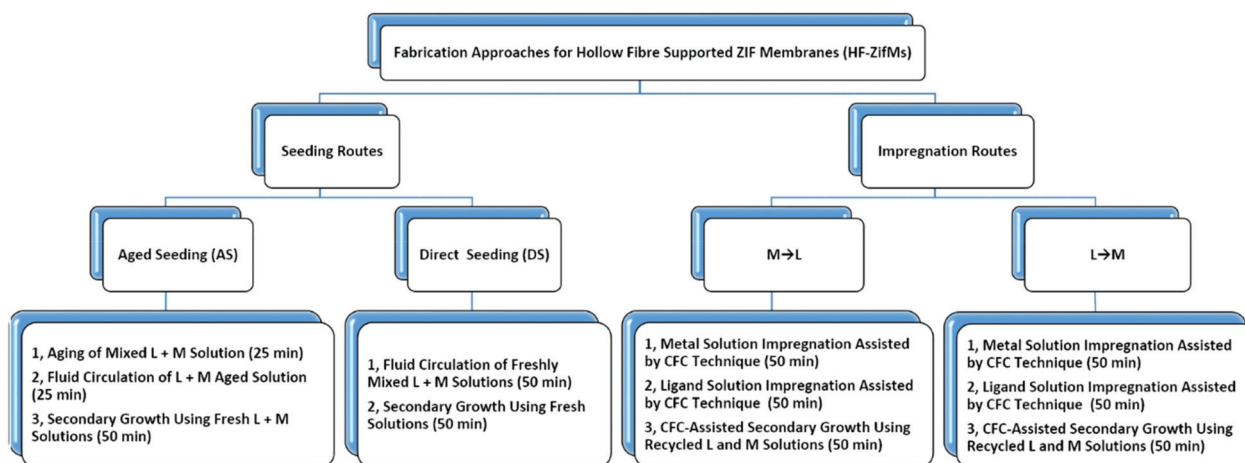 Fabrication Approaches for Hollow Fibre Supported ZIF Membranes (HF-ZifMs)
Seeding Routes
Impregnation Routes
Aged Seeding (AS)
Direct Seeding (DS)
M→L
L→M
1, Aging of Mixed L + M Solution (25 min)
2, Fluid Circulation of L + M Aged Solution
(25 min)
3, Secondary Growth Using Fresh L + M
Solutions (50 min)
1, Fluid Circulation of Freshly
Mixed L + M Solutions (50 min)
2, Secondary Growth Using Fresh
Solutions (50 min)
1, Metal Solution Impregnation Assisted
by CFC Technique (50 min)
2, Ligand Solution Impregnation Assisted
by CFC Technique (50 min)
3, CFC-Assisted Secondary Growth Using
Recycled L and M Solutions (50 min)
1, Metal Solution Impregnation Assisted
by CFC Technique (50 min)
2, Ligand Solution Impregnation Assisted
by CFC Technique (50 min)
3, CFC-Assisted Secondary Growth Using
Recycled L and M Solutions (50 min)